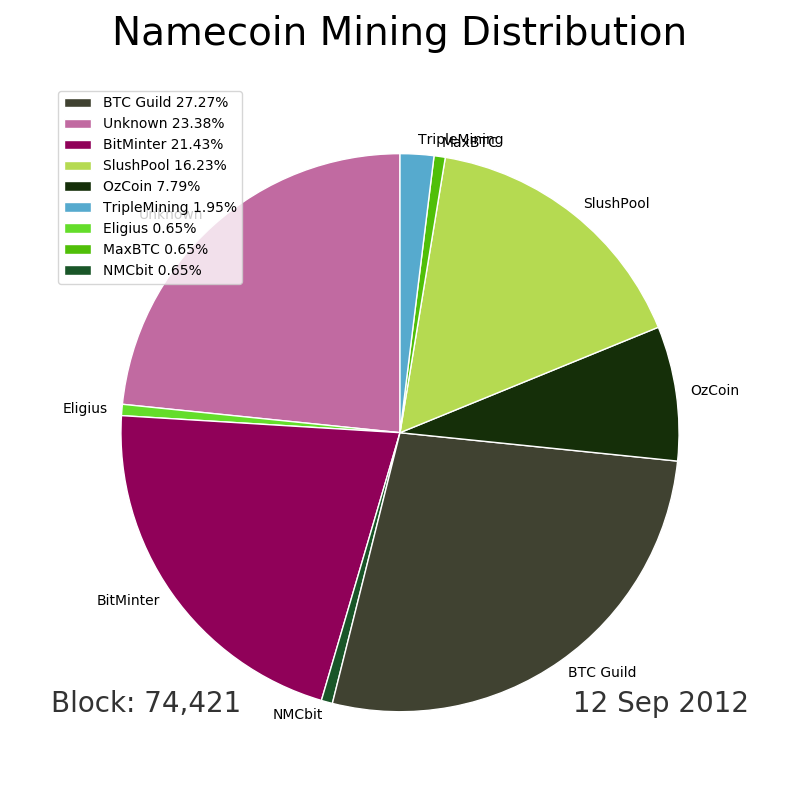 Namecoin Mining Distribution
BTC Guild 27.27%
Unknown 23.38%
BitMinter 21.43%
SlushPool 16.23%
OzCoin 7.79%
TripleMining 1.95%
Eligius 0.65%
MaxBTC 0.65%
NMCbit 0.65%
TripleMining
MaxBTC
SlushPool
Unknown
OzCoin
Eligius
BitMinter
BTC Guild
NMCbit
Block: 74,421
12 Sep 2012